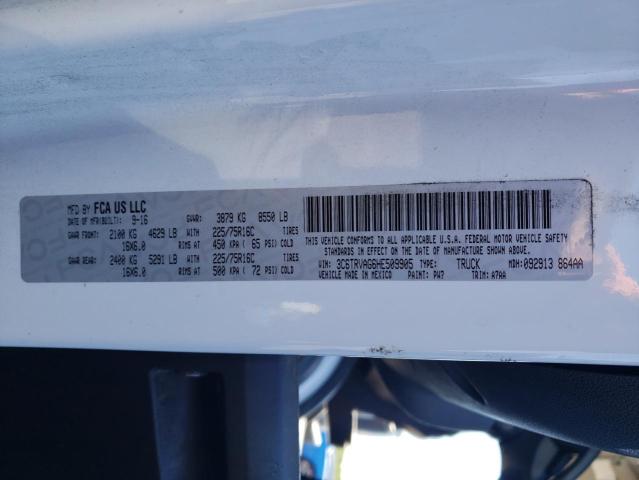 MFD BY FCA US LLC
DATE OF MFR(BUILT): 9-16 GVWR: 3879 KG 8550 LB
GAWR FRONT: 2100 KG 4629 LB WITH 225/75R16C TIRES
16X6.0 RIMS AT 450 KPA ( 65 PSI) COLD
GAWR REAR: 2400 KG 5291 LB WITH 225/75R16C TIRES
16X6.0 RIMS AT 500 KPA ( 72 PSI) COLD
THIS VEHICLE CONFORMS TO ALL APPLICABLE U.S.A. FEDERAL MOTOR VEHICLE SAFETY
STANDARDS IN EFFECT ON THE DATE OF MANUFACTURE SHOWN ABOVE.
VIN: 3C6TRVAG6HE509905 TYPE: TRUCK MDH: 092913 864AA
VEHICLE MADE IN MEXICO PAINT: PW7 TRIM: A7AA